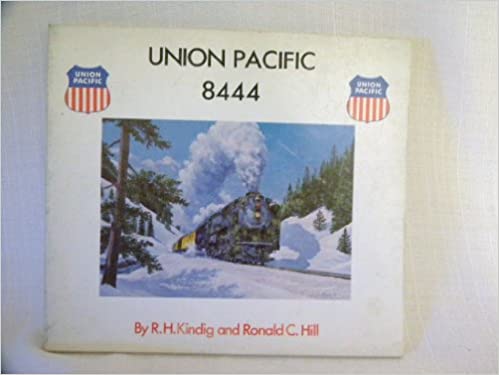 UNION PACIFIC
8444
UNION
PACIFIC
UNION
PACIFIC
By R.H.Kindig and Ronald C. Hill